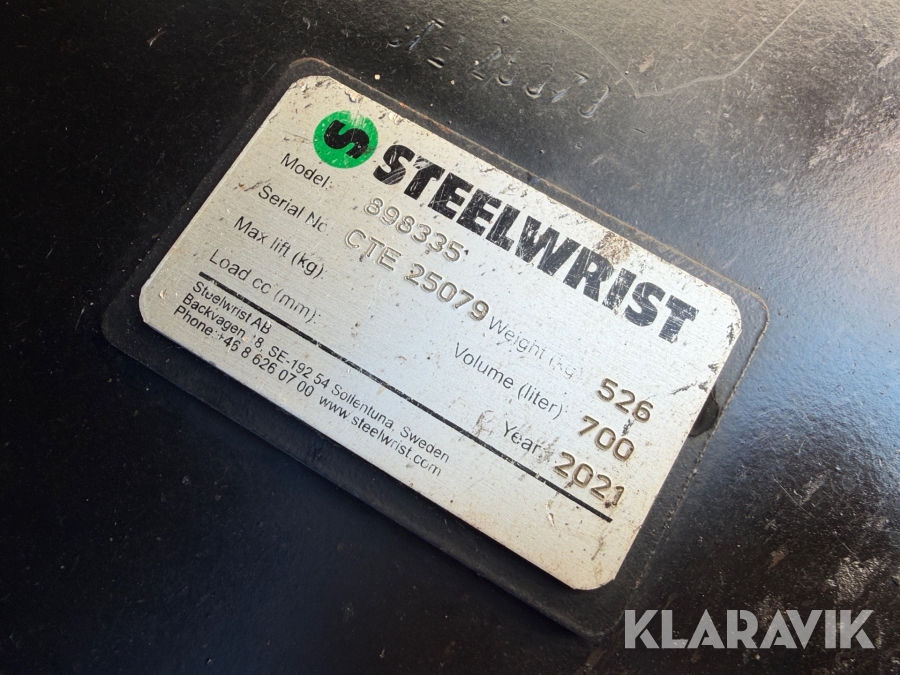 S STEELWRIST
Model: 898335
Serial No: CTE 25079
Max lift (kg): Weight (kg): 526
Load cc (mm): Volume (liter): 700
Year: 2021
Steelwrist AB
Bäckvägen 18, SE-192 54 Sollentuna, Sweden
Phone: +46 8 626 07 00 www.steelwrist.com
KLARAVIK